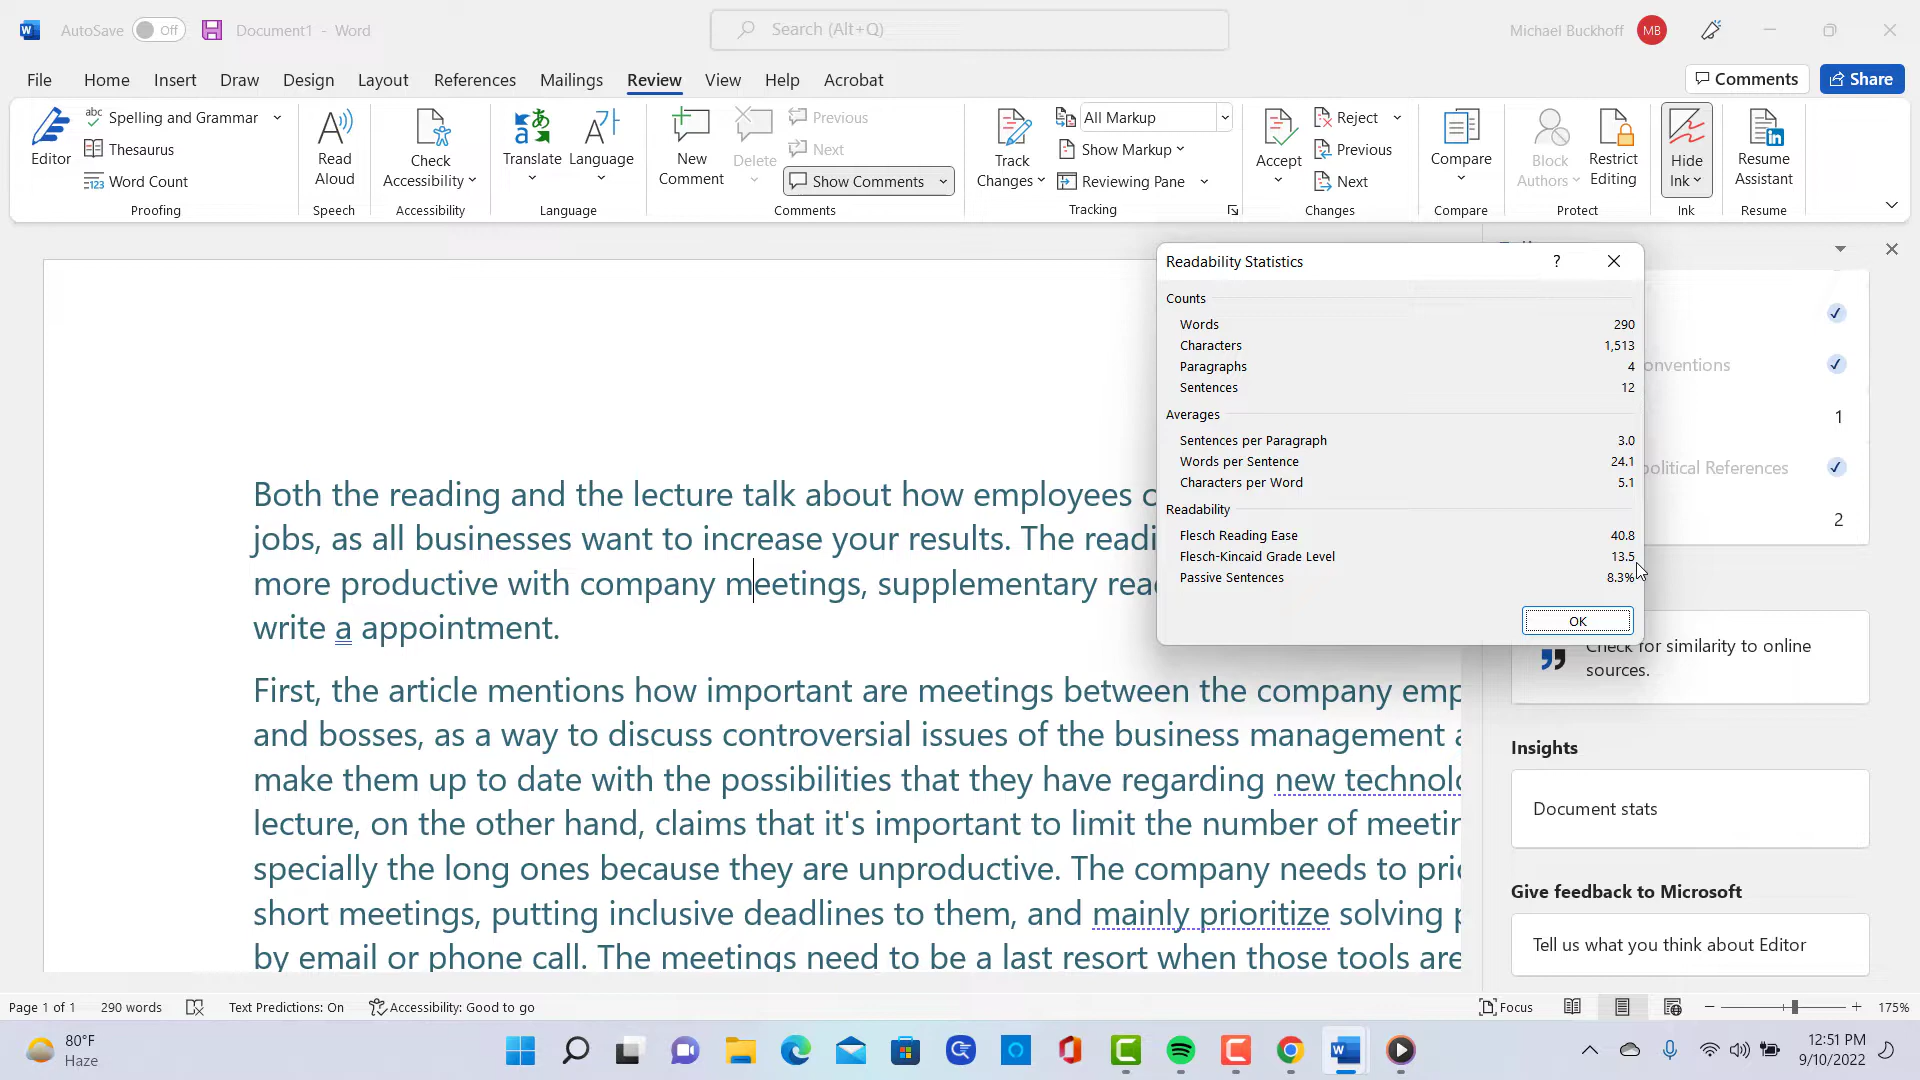 AutoSave Off Document1 - Word Search (Alt+Q) Michael Buckhoff MB
File Home Insert Draw Design Layout References Mailings Review View Help Acrobat Comments Share
Editor
abc Spelling and Grammar
Thesaurus
123 Word Count
Proofing
Read Aloud
Speech
Check Accessibility
Accessibility
Translate
Language
Language
New Comment
Delete
Previous
Next
Show Comments
Comments
Track Changes
All Markup
Show Markup
Reviewing Pane
Tracking
Accept
Reject
Previous
Next
Changes
Compare
Compare
Block Authors
Restrict Editing
Protect
Hide Ink
Ink
Resume Assistant
Resume
Both the reading and the lecture talk about how employees
jobs, as all businesses want to increase your results. The
more productive with company meetings, supplementary
write a appointment.
First, the article mentions how important are meetings between the company
and bosses, as a way to discuss controversial issues of the business management
make them up to date with the possibilities that they have regarding new
lecture, on the other hand, claims that it's important to limit the number of
specially the long ones because they are unproductive. The company needs to
short meetings, putting inclusive deadlines to them, and mainly prioritize solving
by email or phone call. The meetings need to be a last resort when those tools are
Readability Statistics ?
Counts
Words 290
Characters 1,513
Paragraphs 4
Sentences 12
Averages
Sentences per Paragraph 3.0
Words per Sentence 24.1
Characters per Word 5.1
Readability
Flesch Reading Ease 40.8
Flesch-Kincaid Grade Level 13.5
Passive Sentences 8.3%
OK
onventions
1
political References
2
Check for similarity to online
sources.
Insights
Document stats
Give feedback to Microsoft
Tell us what you think about Editor
Page 1 of 1 290 words Text Predictions: On Accessibility: Good to go Focus 175%
80°F
Haze
12:51 PM
9/10/2022